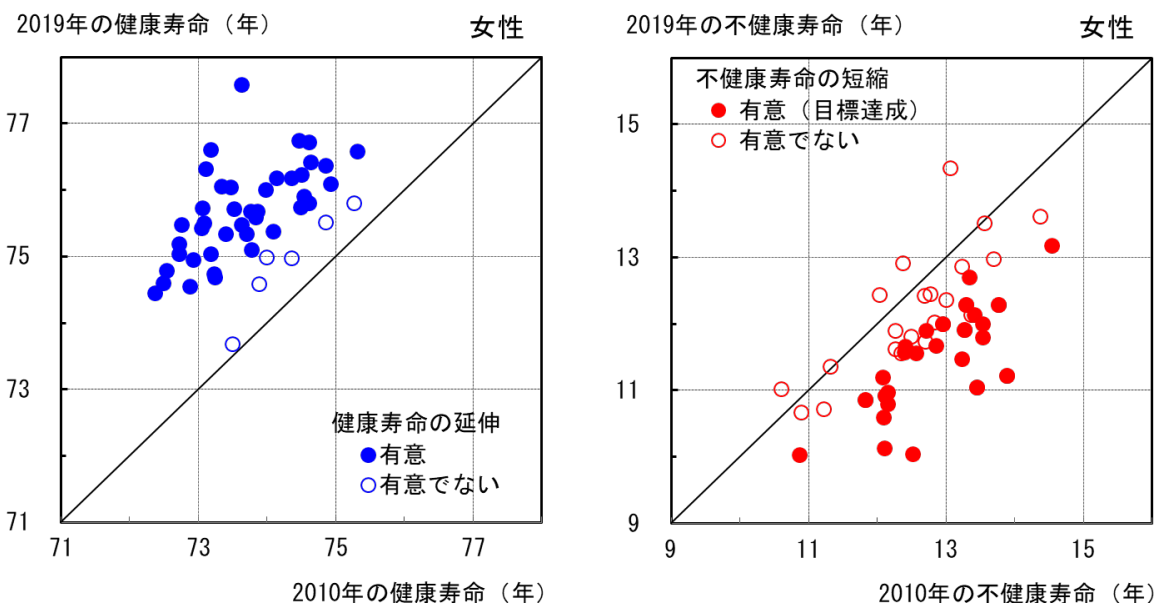 2019年の健康寿命（年）
女性
77
75
73
71
健康寿命の延伸
有意
有意でない
71
73
75
77
2010年の健康寿命（年）
2019年の不健康寿命（年）
女性
不健康寿命の短縮
有意（目標達成）
有意でない
15
13
11
9
9
11
13
15
2010年の不健康寿命（年）